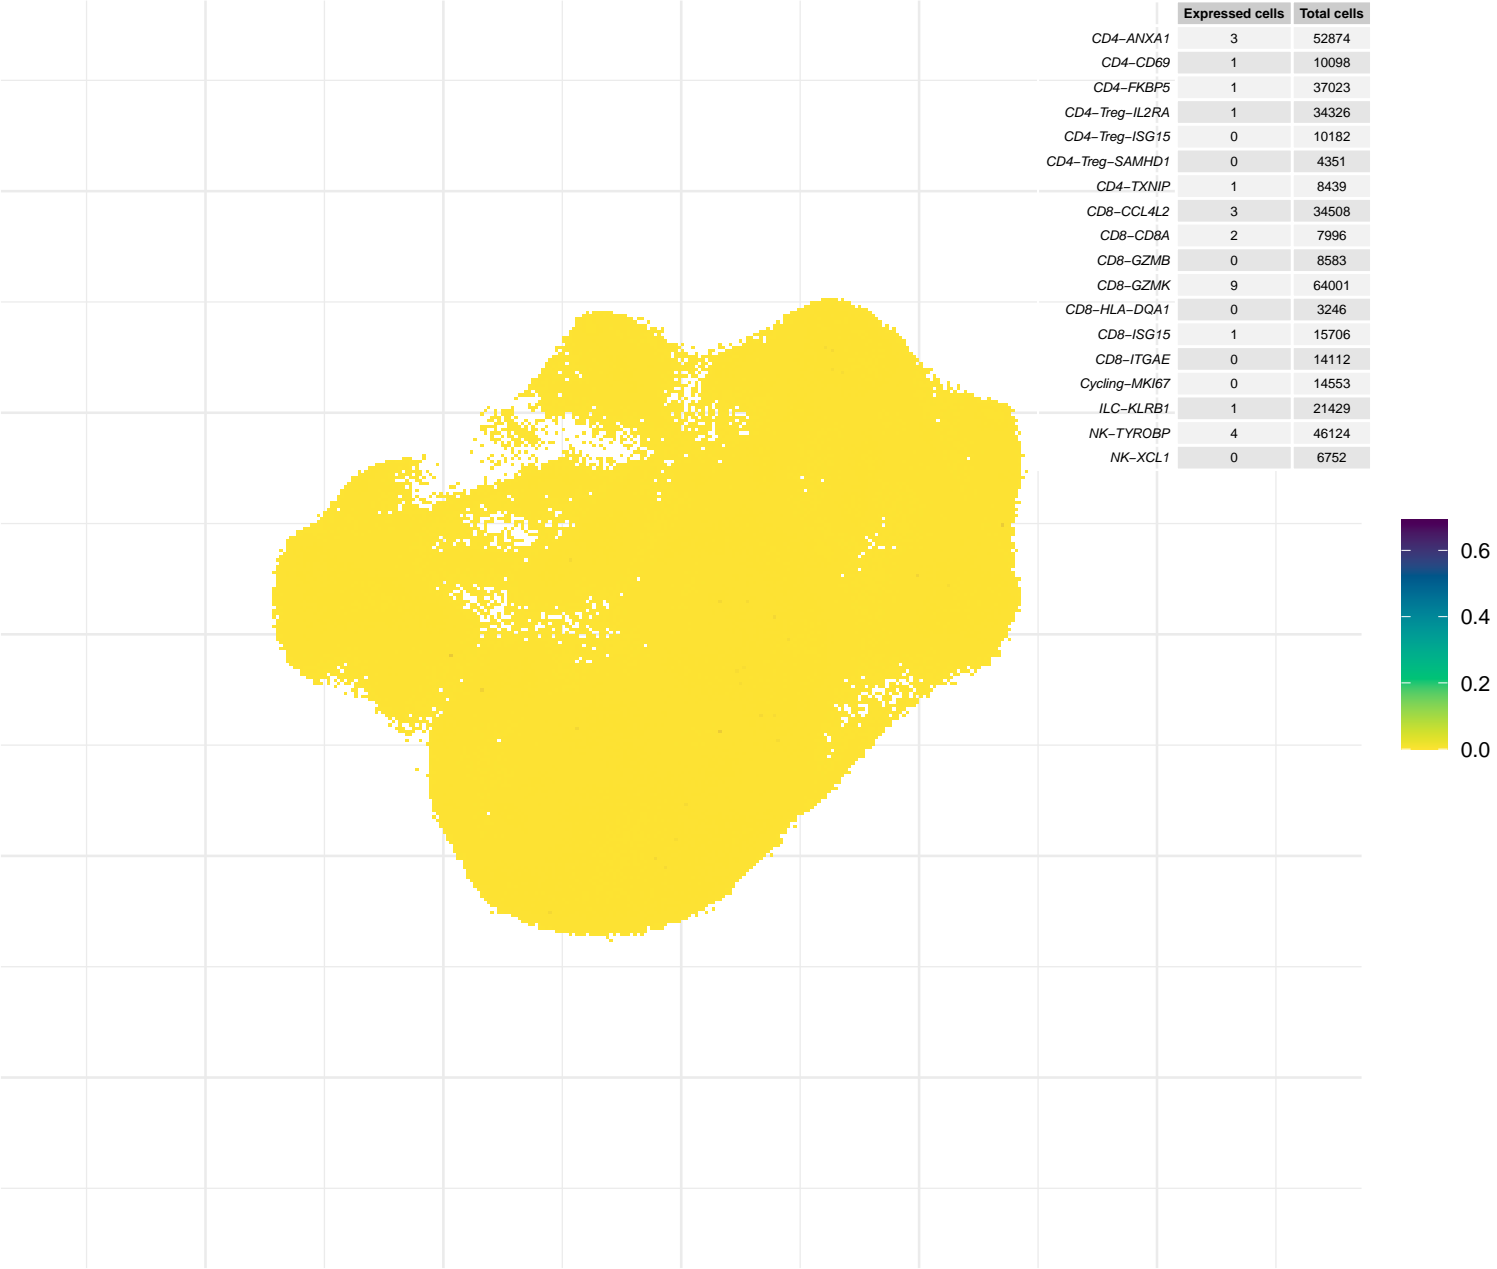 Expressed cells Total cells
CD4−ANXA1 3 52874
CD4−CD69 1 10098
CD4−FKBP5 1 37023
CD4−Treg−IL2RA 1 34326
CD4−Treg−ISG15 0 10182
CD4−Treg−SAMHD1 0 4351
CD4−TXNIP 1 8439
CD8−CCL4L2 3 34508
CD8−CD8A 2 7996
CD8−GZMB 0 8583
CD8−GZMK 9 64001
CD8−HLA−DQA1 0 3246
CD8−ISG15 1 15706
CD8−ITGAE 0 14112
Cycling−MKI67 0 14553
ILC−KLRB1 1 21429
NK−TYROBP 4 46124
NK−XCL1 0 6752
0.6
0.4
0.2
0.0